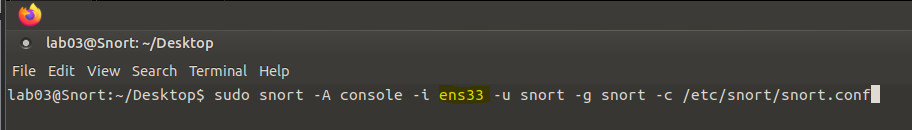 lab03@Snort: ~/Desktop
File Edit View Search Terminal Help
lab03@Snort:~/Desktop$ sudo snort -A console -i ens33 -u snort -g snort -c /etc/snort/snort.conf